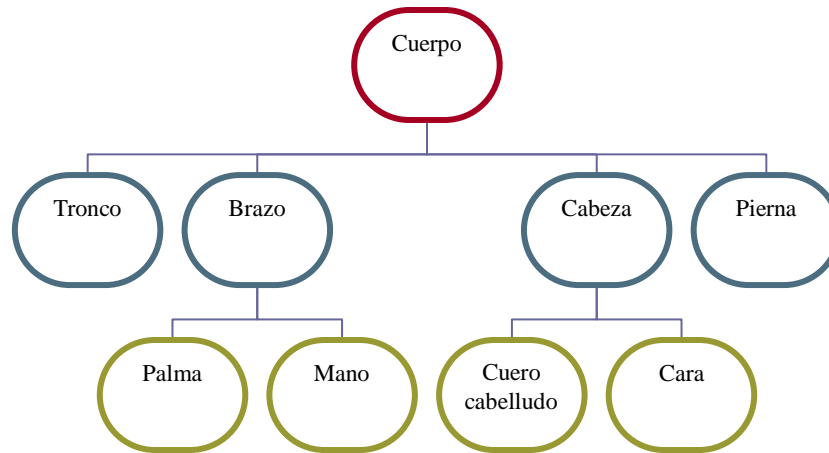 Cuerpo
Tronco
Brazo
Cabeza
Pierna
Palma
Mano
Cuero
cabelludo
Cara